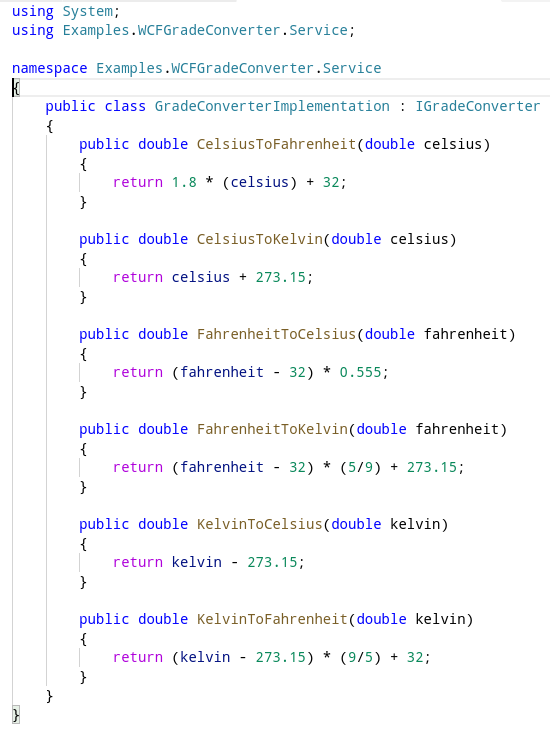 using System;
using Examples.WCFGradeConverter.Service;

namespace Examples.WCFGradeConverter.Service
{
    public class GradeConverterImplementation : IGradeConverter
    {
        public double CelsiusToFahrenheit(double celsius)
        {
            return 1.8 * (celsius) + 32;
        }

        public double CelsiusToKelvin(double celsius)
        {
            return celsius + 273.15;
        }

        public double FahrenheitToCelsius(double fahrenheit)
        {
            return (fahrenheit - 32) * 0.555;
        }

        public double FahrenheitToKelvin(double fahrenheit)
        {
            return (fahrenheit - 32) * (5/9) + 273.15;
        }

        public double KelvinToCelsius(double kelvin)
        {
            return kelvin - 273.15;
        }

        public double KelvinToFahrenheit(double kelvin)
        {
            return (kelvin - 273.15) * (9/5) + 32;
        }
    }
}